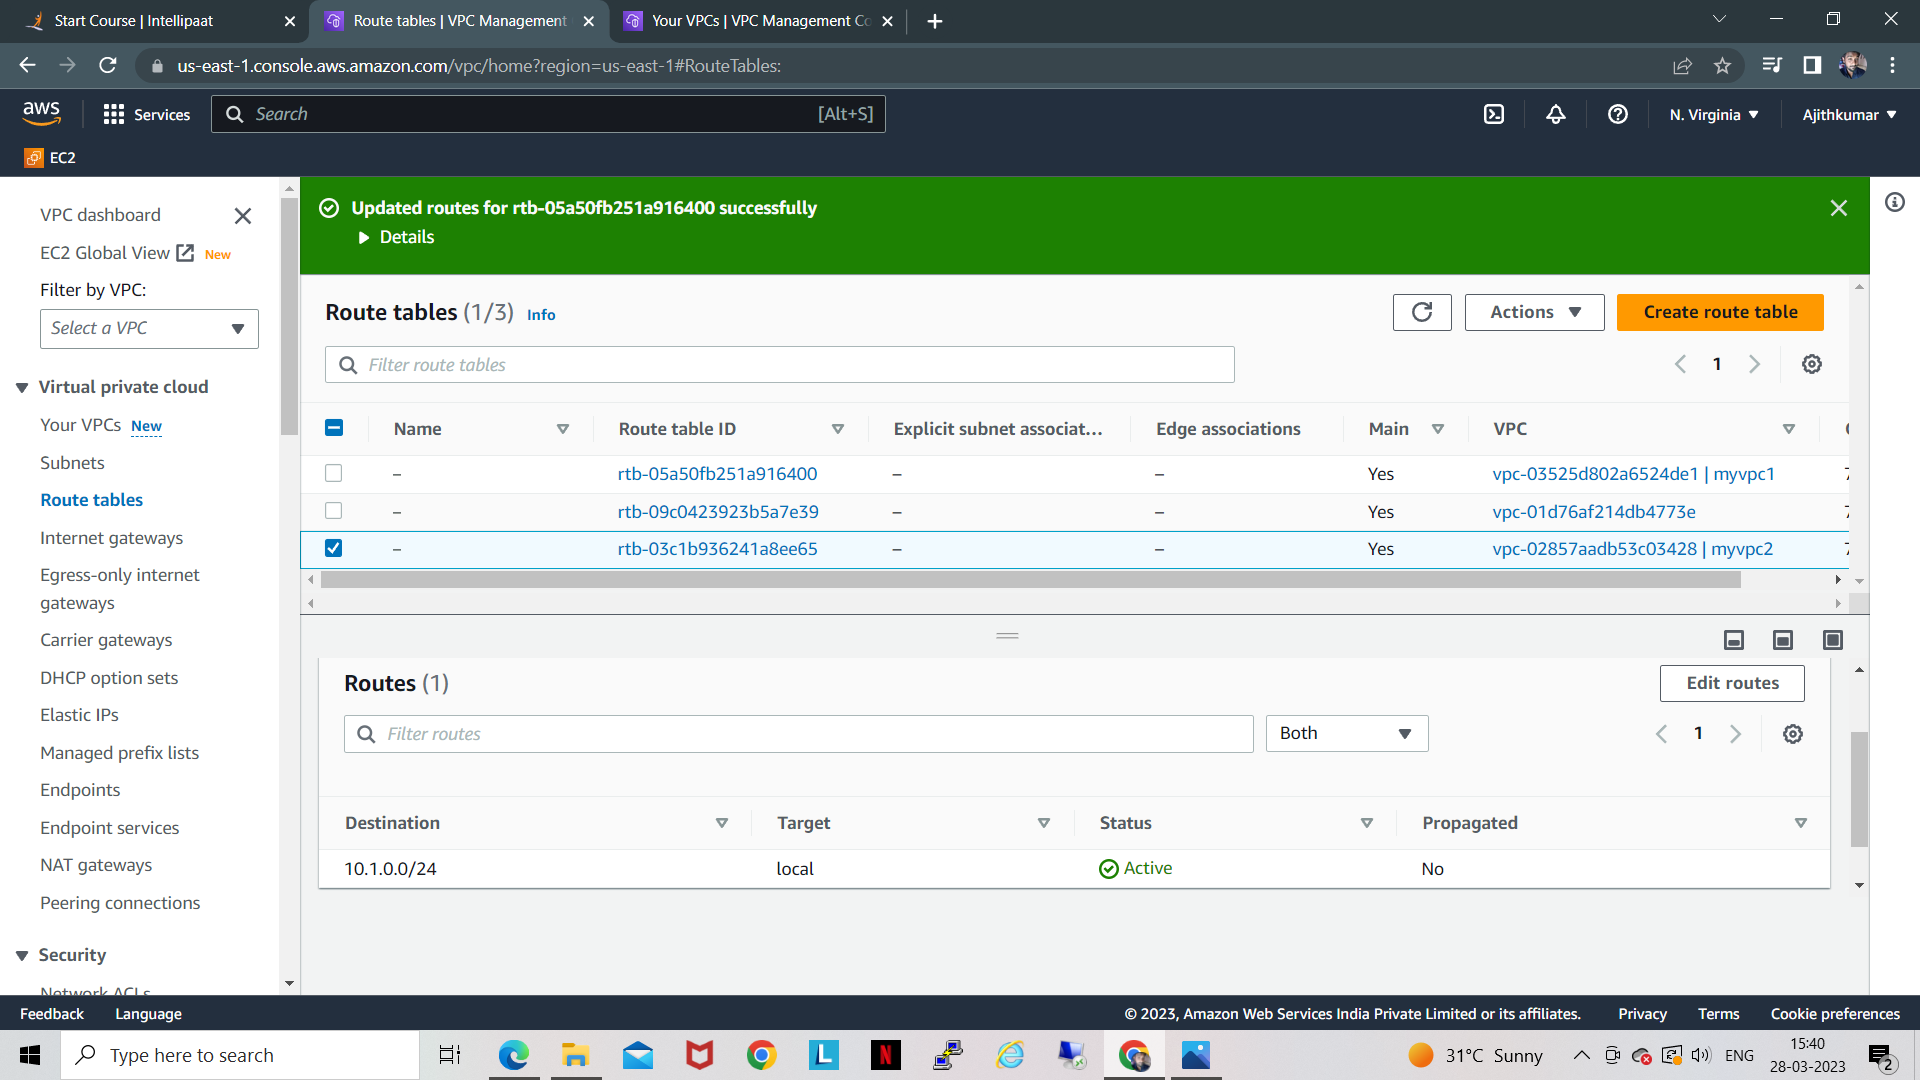 Start Course | Intellipaat
Route tables | VPC Management
Your VPCs | VPC Management Co
us-east-1.console.aws.amazon.com/vpc/home?region=us-east-1#RouteTables:
aws
Services
Search
[Alt+S]
N. Virginia
Ajithkumar
EC2
VPC dashboard
EC2 Global View New
Filter by VPC:
Select a VPC
Virtual private cloud
Your VPCs New
Subnets
Route tables
Internet gateways
Egress-only internet
gateways
Carrier gateways
DHCP option sets
Elastic IPs
Managed prefix lists
Endpoints
Endpoint services
NAT gateways
Peering connections
Security
Network ACLs
Updated routes for rtb-05a50fb251a916400 successfully
Details
Route tables (1/3) Info
Actions
Create route table
Filter route tables
1
Name Route table ID Explicit subnet associat... Edge associations Main VPC
– rtb-05a50fb251a916400 – – Yes vpc-03525d802a6524de1 | myvpc1
– rtb-09c0423923b5a7e39 – – Yes vpc-01d76af214db4773e
– rtb-03c1b936241a8ee65 – – Yes vpc-02857aadb53c03428 | myvpc2
Routes (1)
Edit routes
Filter routes
Both
1
Destination Target Status Propagated
10.1.0.0/24 local Active No
Feedback Language
© 2023, Amazon Web Services India Private Limited or its affiliates. Privacy Terms Cookie preferences
Type here to search
31°C Sunny
ENG
15:40
28-03-2023
2